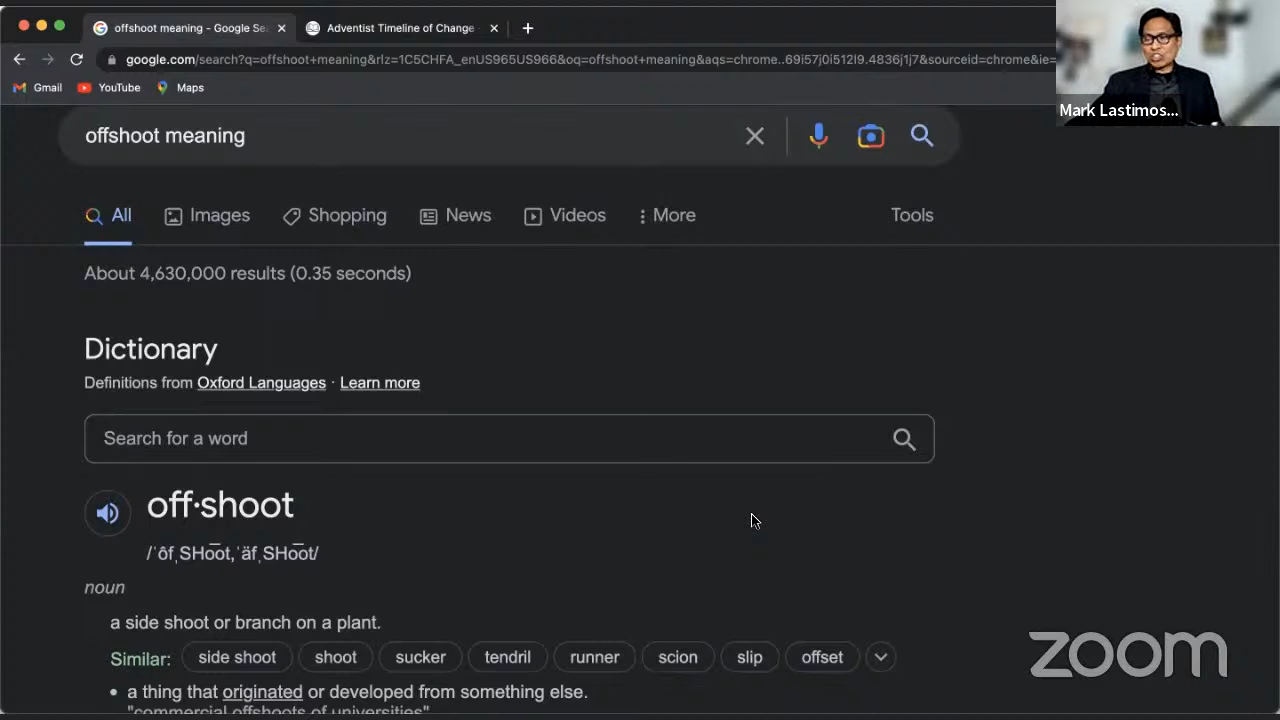 offshoot meaning - Google Se
Adventist Timeline of Change
google.com/search?q=offshoot+meaning&rlz=1C5CHFA_enUS965US966&oq=offshoot+meaning&aqs=chrome..69i57j0i512l9.4836j1j7&sourceid=chrome&ie=
Gmail YouTube Maps
Mark Lastimos...
offshoot meaning
All Images Shopping News Videos More Tools
About 4,630,000 results (0.35 seconds)
Dictionary
Definitions from Oxford Languages · Learn more
Search for a word
off·shoot
/ˈôfˌSHo͞ot,ˈäfˌSHo͞ot/
noun
a side shoot or branch on a plant.
Similar: side shoot shoot sucker tendril runner scion slip offset
• a thing that originated or developed from something else.
"commercial offshoots of universities"
zoom